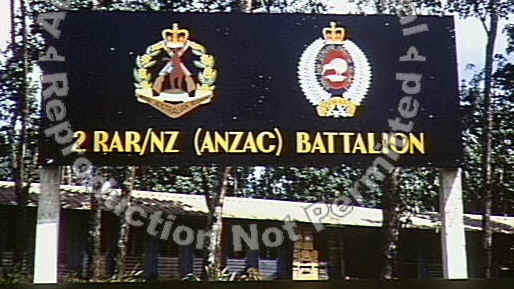 2 RAR/NZ (ANZAC) BATTALION
Reproduction Not Permitted